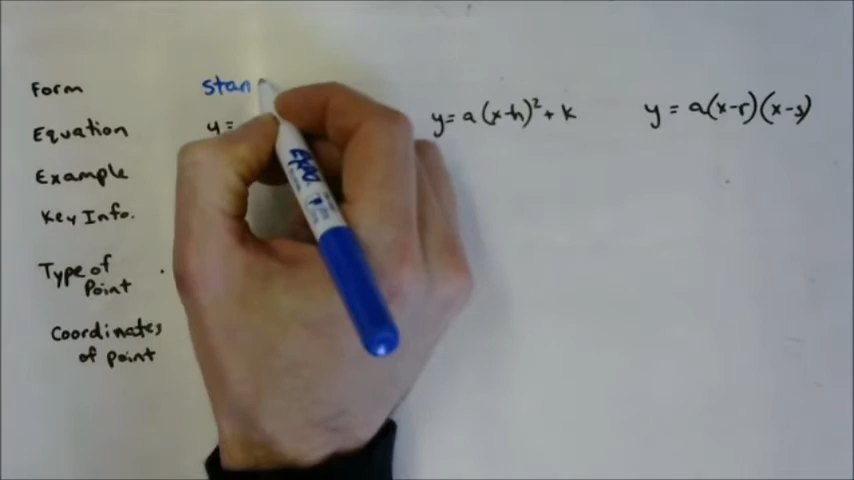 Form stan
Equation y= y=a(x-h)²+k y=a(x-r)(x-s)
Example
Key Info.
Type of
Point
Coordinates
of point
EXPO